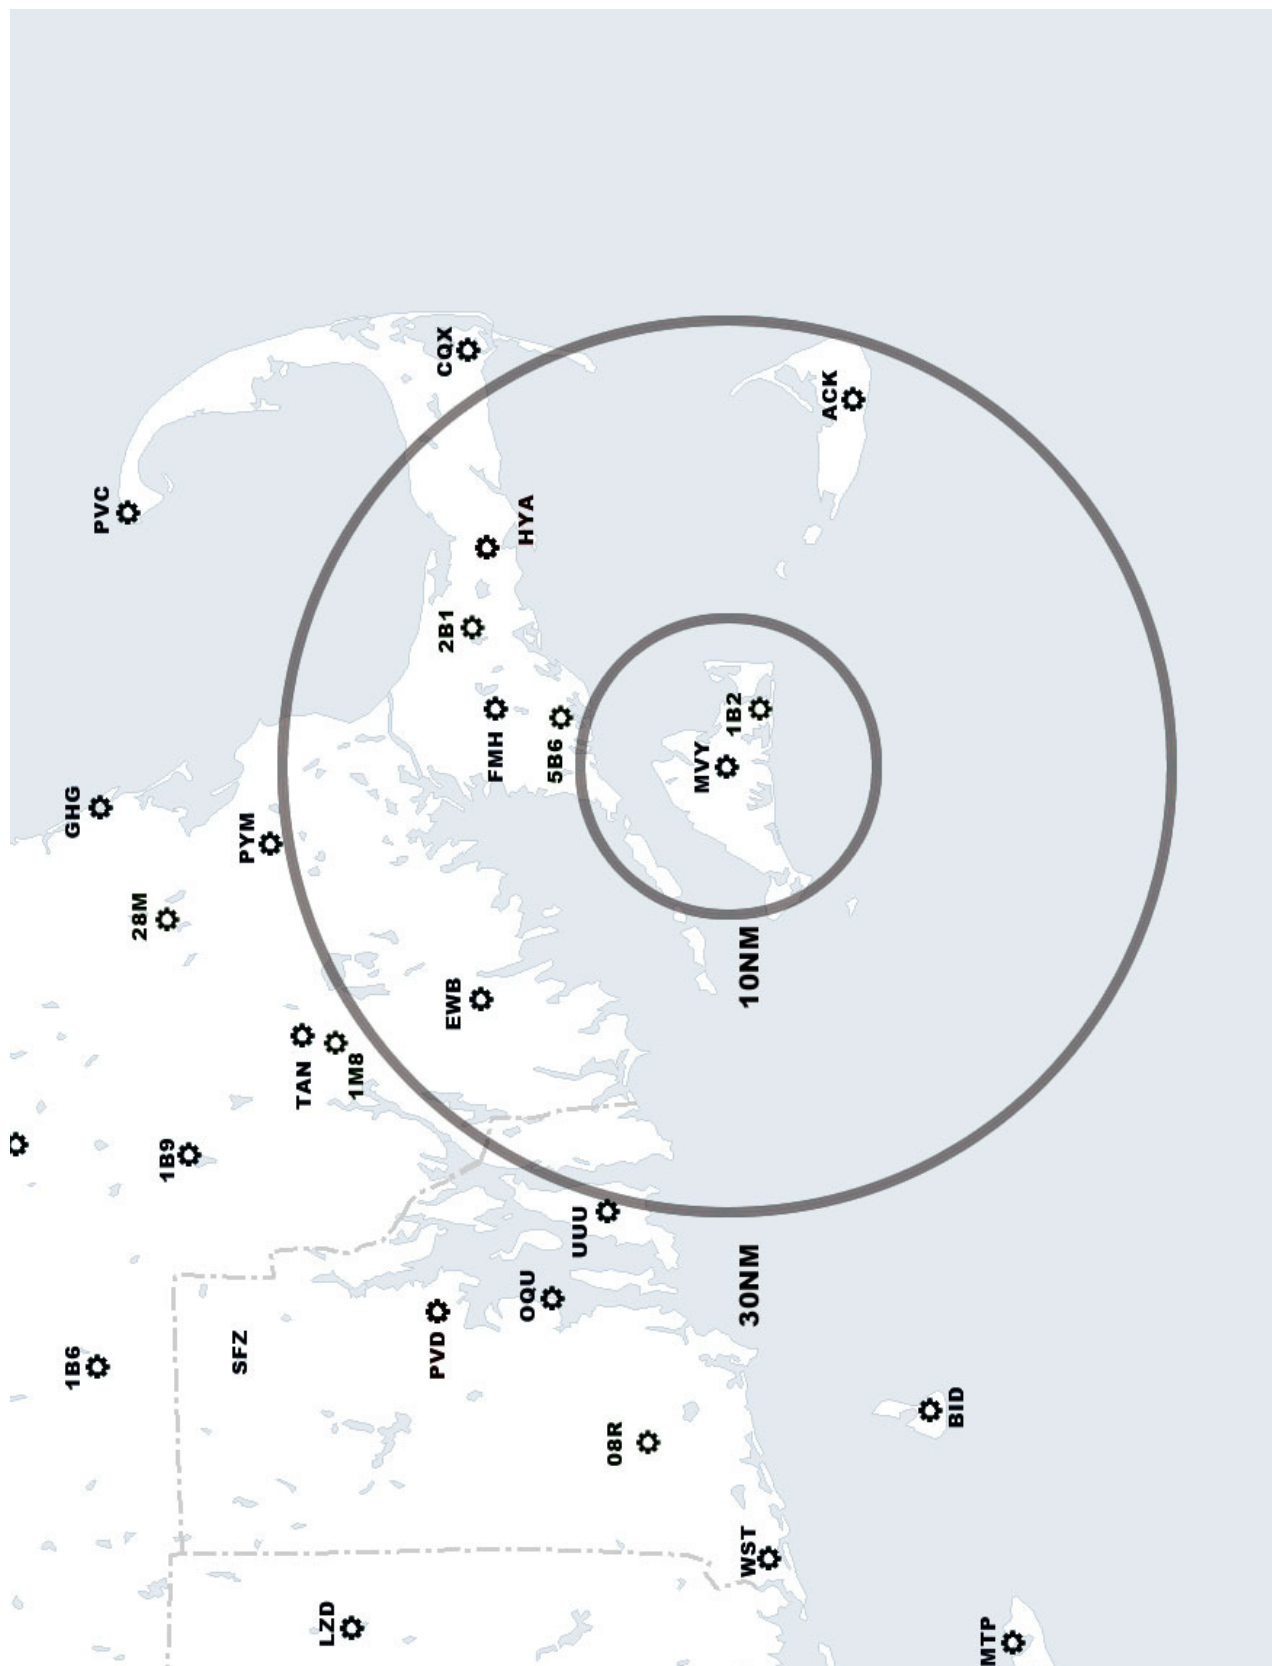 CQX
ACK
PVC
HYA
2B1
1B2
FMH
5B6
MVY
GHG
PYM
28M
10NM
EWB
TAN
1M8
1B9
UUU
OQU
30NM
PVD
SFZ
1B6
BID
08R
WST
LZD
MTP